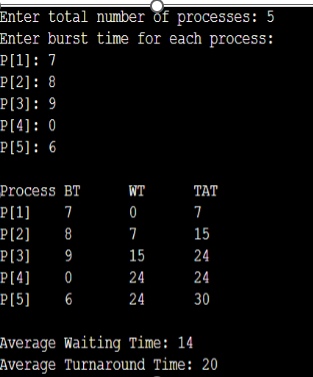 Enter total number of processes: 5
Enter burst time for each process:
P[1]: 7
P[2]: 8
P[3]: 9
P[4]: 0
P[5]: 6
Process BT WT TAT
P[1] 7 0 7
P[2] 8 7 15
P[3] 9 15 24
P[4] 0 24 24
P[5] 6 24 30
Average Waiting Time: 14
Average Turnaround Time: 20